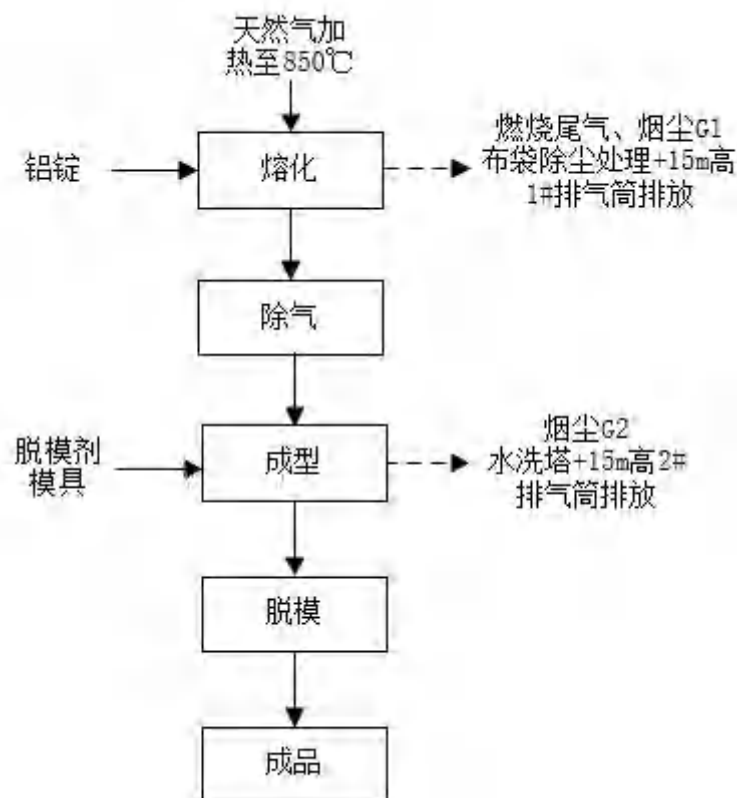 天然气加
热至850℃
铝锭
熔化
燃烧尾气、烟尘G1
布袋除尘处理+15m高
1#排气筒排放
除气
脱模剂
模具
成型
烟尘G2
水洗塔+15m高2#
排气筒排放
脱模
成品